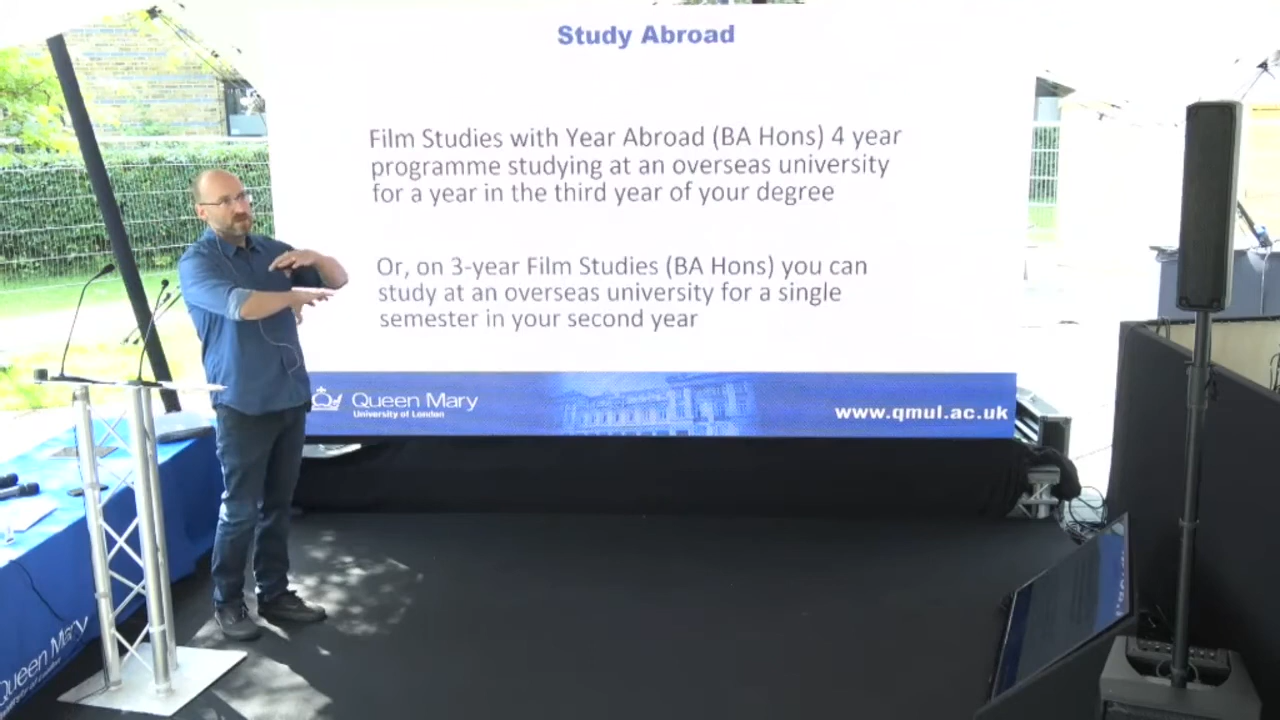 Study Abroad
Film Studies with Year Abroad (BA Hons) 4 year
programme studying at an overseas university
for a year in the third year of your degree
Or, on 3-year Film Studies (BA Hons) you can
study at an overseas university for a single
semester in your second year
Queen Mary
University of London
www.qmul.ac.uk
Queen Mary
University of London